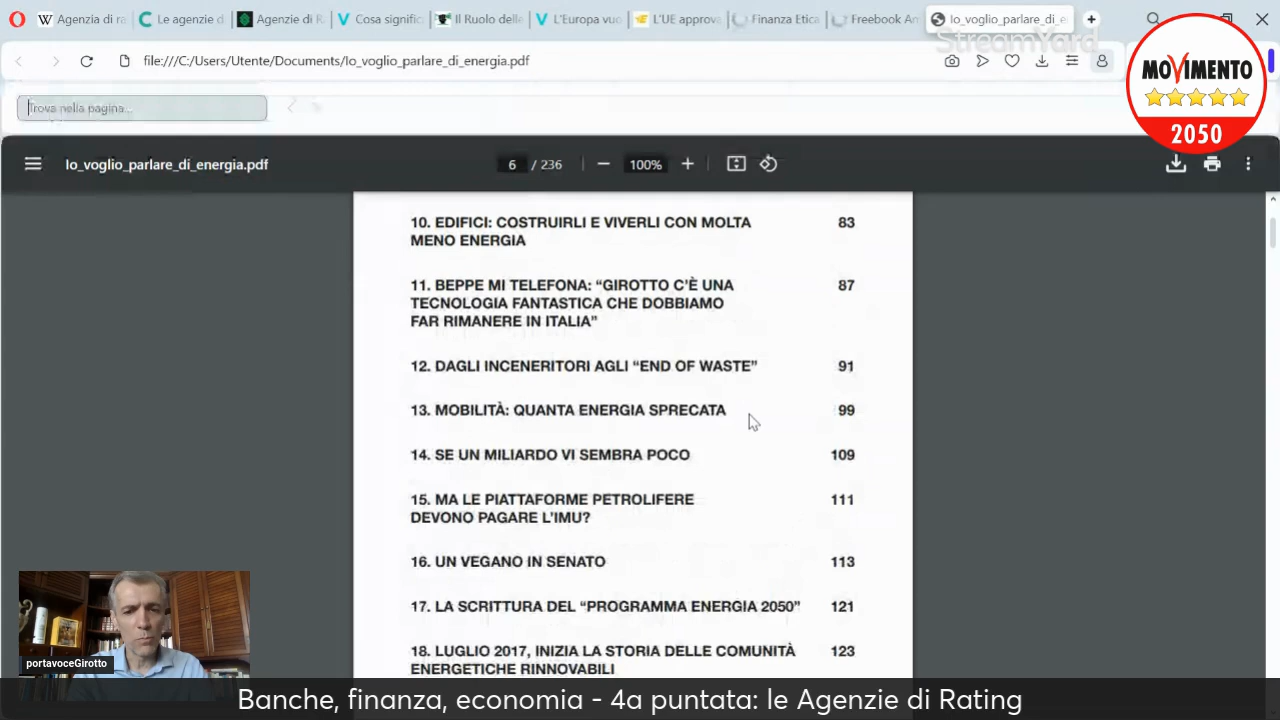 Agenzia di ra
Le agenzie d
Agenzie di R
Cosa signific
Il Ruolo delle
L'Europa vuo
L'UE approva
Finanza Etica
Freebook Am
Io_voglio_parlare_di_e
StreamYard
file:///C:/Users/Utente/Documents/Io_voglio_parlare_di_energia.pdf
MOVIMENTO
2050
Trova nella pagina...
Io_voglio_parlare_di_energia.pdf
6 / 236
100%
10. EDIFICI: COSTRUIRLI E VIVERLI CON MOLTA 83
MENO ENERGIA
11. BEPPE MI TELEFONA: “GIROTTO C'È UNA 87
TECNOLOGIA FANTASTICA CHE DOBBIAMO
FAR RIMANERE IN ITALIA”
12. DAGLI INCENERITORI AGLI “END OF WASTE” 91
13. MOBILITÀ: QUANTA ENERGIA SPRECATA 99
14. SE UN MILIARDO VI SEMBRA POCO 109
15. MA LE PIATTAFORME PETROLIFERE 111
DEVONO PAGARE L'IMU?
16. UN VEGANO IN SENATO 113
17. LA SCRITTURA DEL “PROGRAMMA ENERGIA 2050” 121
18. LUGLIO 2017, INIZIA LA STORIA DELLE COMUNITÀ 123
ENERGETICHE RINNOVABILI
portavoceGirotto
Banche, finanza, economia - 4a puntata: le Agenzie di Rating